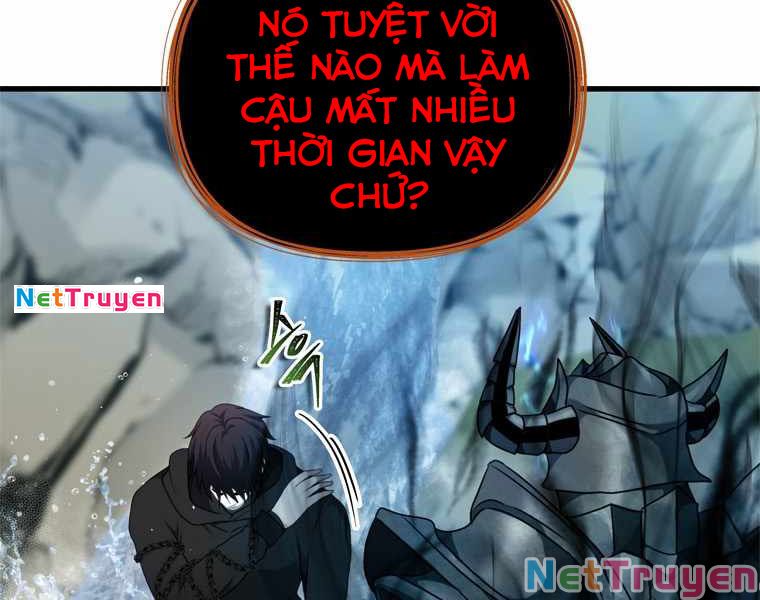 NÓ TUYỆT VỜI
THẾ NÀO MÀ LÀM
CẬU MẤT NHIỀU
THỜI GIAN VẬY
CHỨ?
NetTruyen
NetTruyen